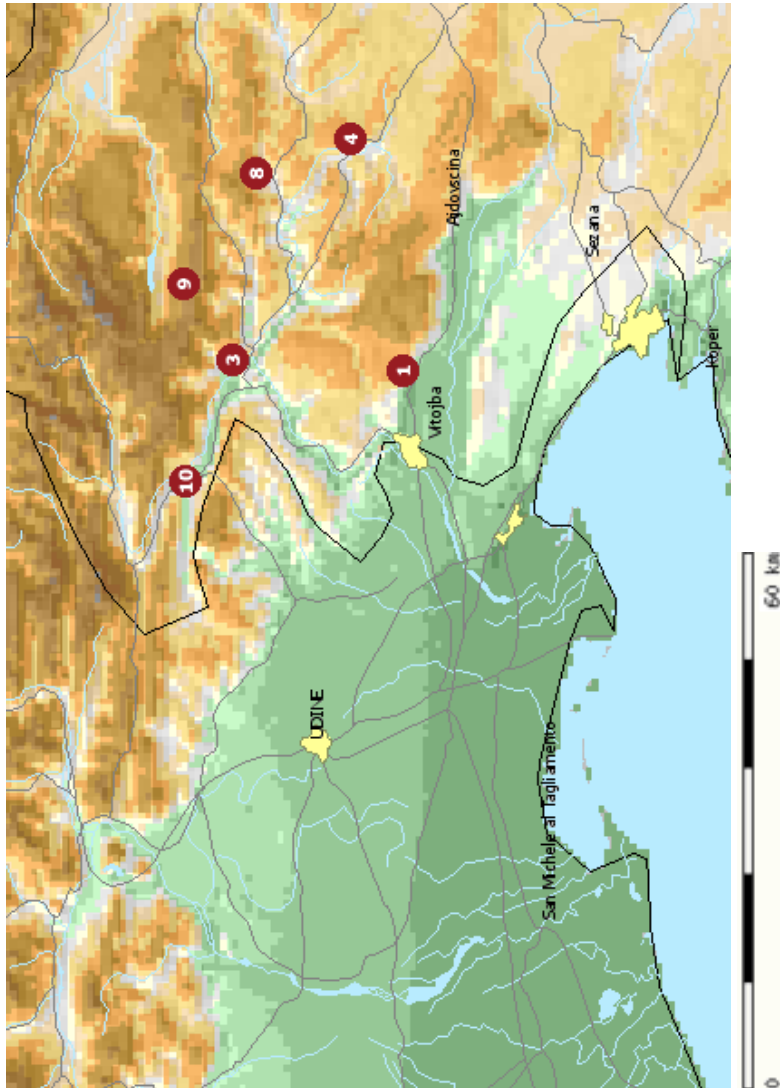 10
9
3
8
UDINE
4
1
Vrtojba
Ajdovscina
San Michele al Tagliamento
Sezana
Koper
0 60 km